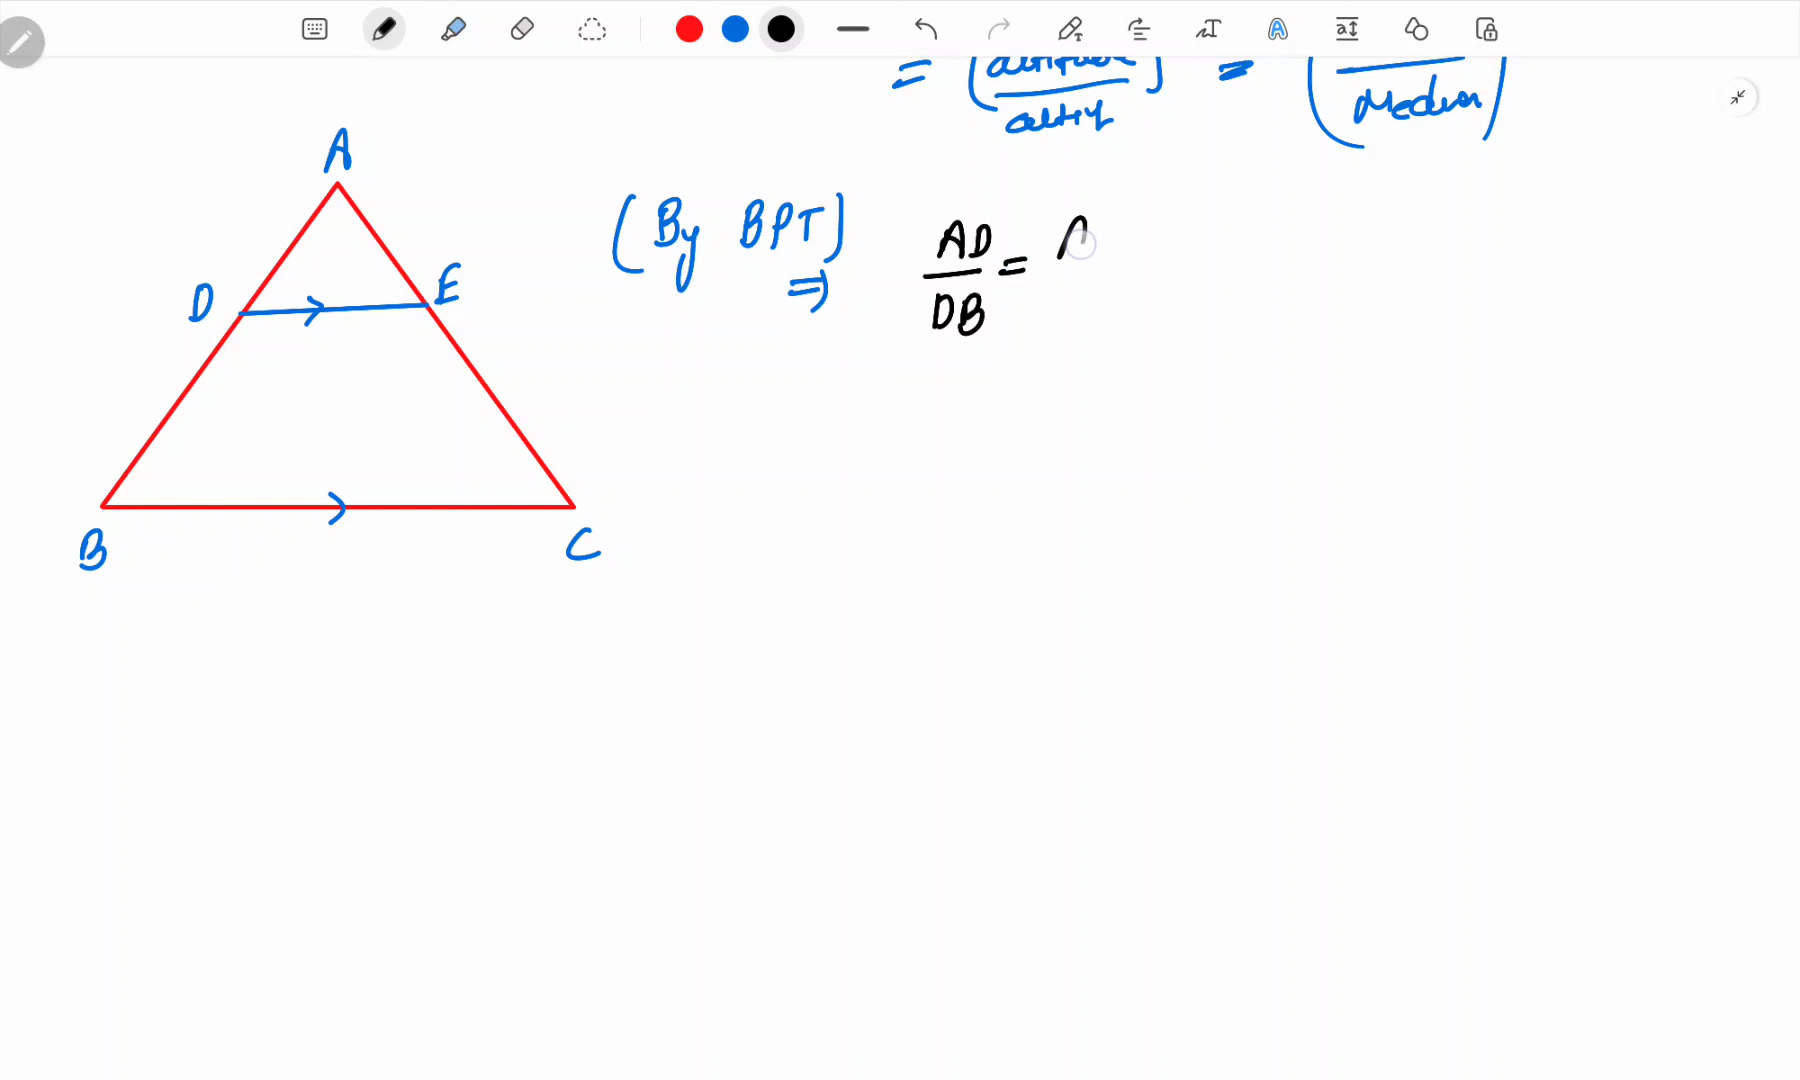 =
=
Median
A
(By BPT)
⇒
AD/DB =
D
E
B
C